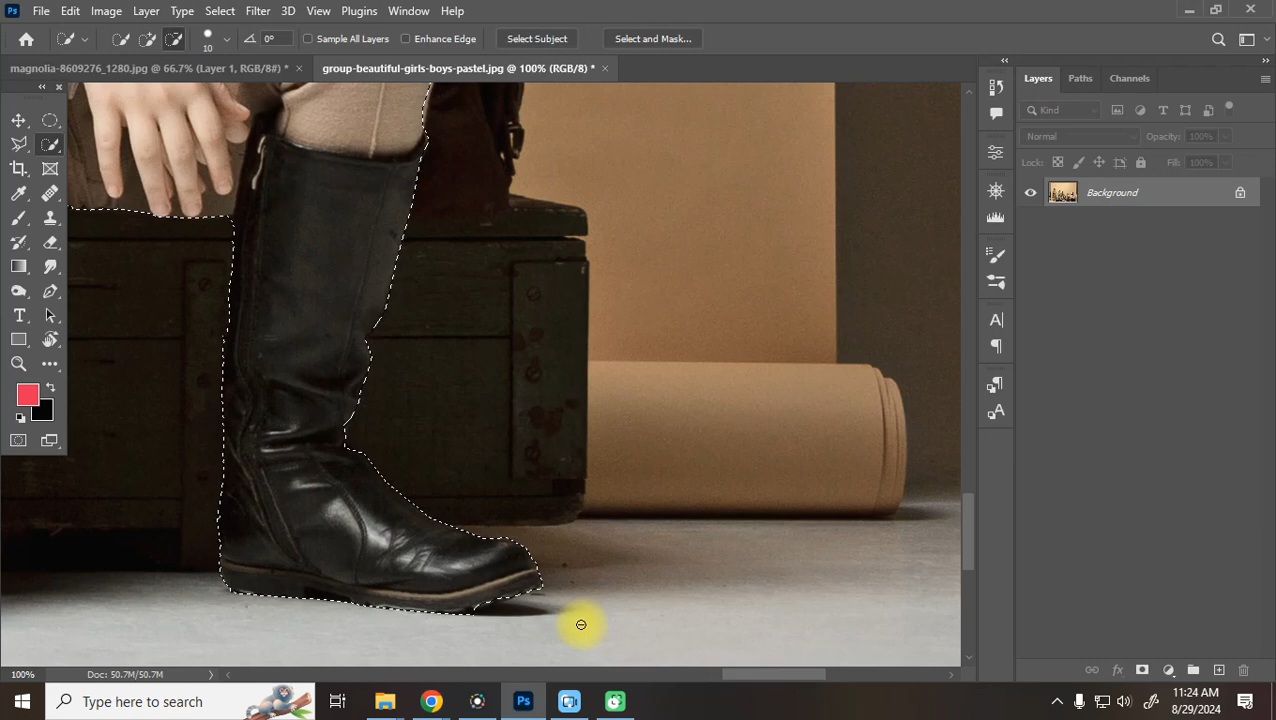 Ps File Edit Image Layer Type Select Filter 3D View Plugins Window Help
10 0° Sample All Layers Enhance Edge Select Subject Select and Mask...
magnolia-8609276_1280.jpg @ 66.7% (Layer 1, RGB/8#) * × group-beautiful-girls-boys-pastel.jpg @ 100% (RGB/8) * ×
Layers Paths Channels
Kind
Normal Opacity: 100%
Lock: Fill: 100%
Background
100% Doc: 50.7M/50.7M
Type here to search
Ps
11:24 AM
8/29/2024